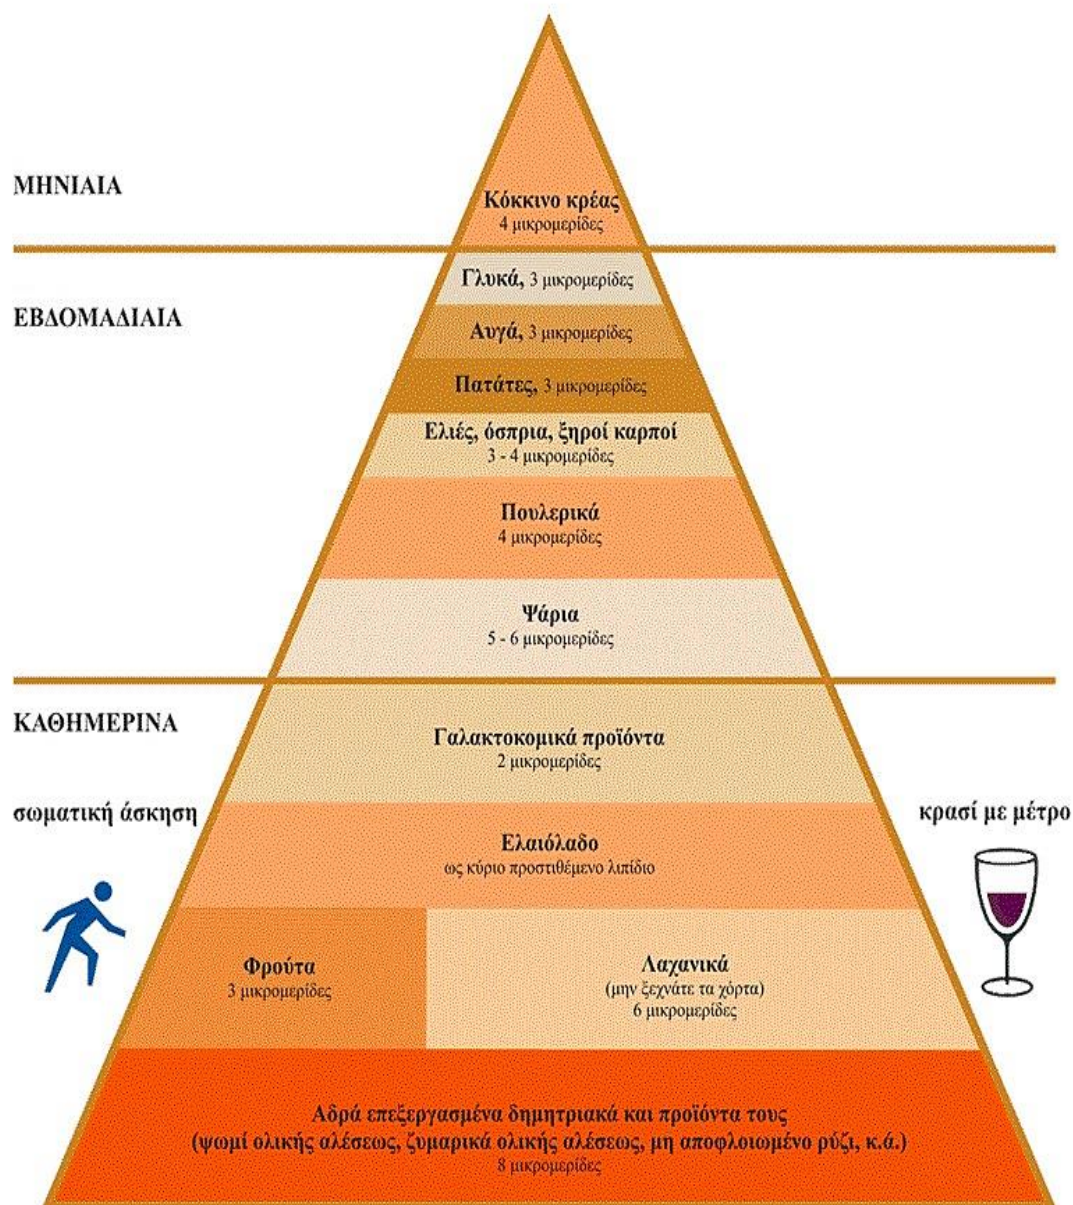 ΜΗΝΙΑΙΑ
Κόκκινο κρέας
4 μικρομερίδες
Γλυκά, 3 μικρομερίδες
ΕΒΔΟΜΑΔΙΑΙΑ
Αυγά, 3 μικρομερίδες
Πατάτες, 3 μικρομερίδες
Ελιές, όσπρια, ξηροί καρποί
3 - 4 μικρομερίδες
Πουλερικά
4 μικρομερίδες
Ψάρια
5 - 6 μικρομερίδες
ΚΑΘΗΜΕΡΙΝΑ
Γαλακτοκομικά προϊόντα
2 μικρομερίδες
σωματική άσκηση
κρασί με μέτρο
Ελαιόλαδο
ως κύριο προστιθέμενο λιπίδιο
Φρούτα
3 μικρομερίδες
Λαχανικά
(μην ξεχνάτε τα χόρτα)
6 μικρομερίδες
Αδρά επεξεργασμένα δημητριακά και προϊόντα τους
(ψωμί ολικής αλέσεως, ζυμαρικά ολικής αλέσεως, μη αποφλοιωμένο ρύζι, κ.ά.)
8 μικρομερίδες